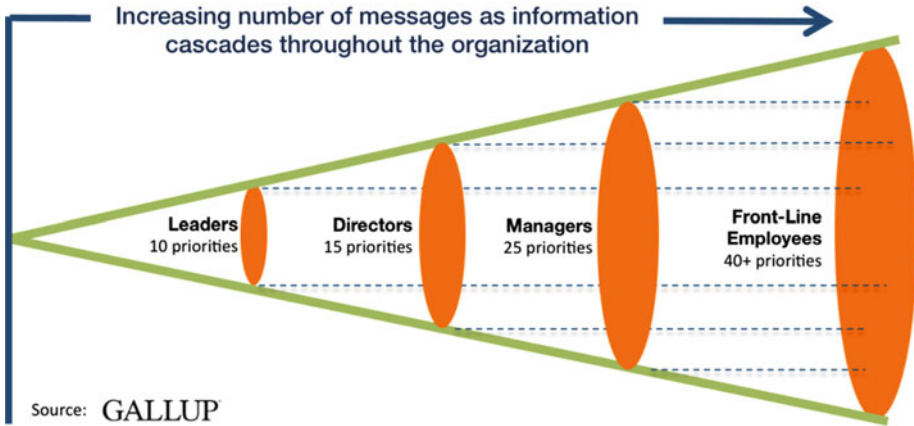 Increasing number of messages as information
cascades throughout the organization
Leaders
10 priorities
Directors
15 priorities
Managers
25 priorities
Front-Line
Employees
40+ priorities
Source: GALLUP